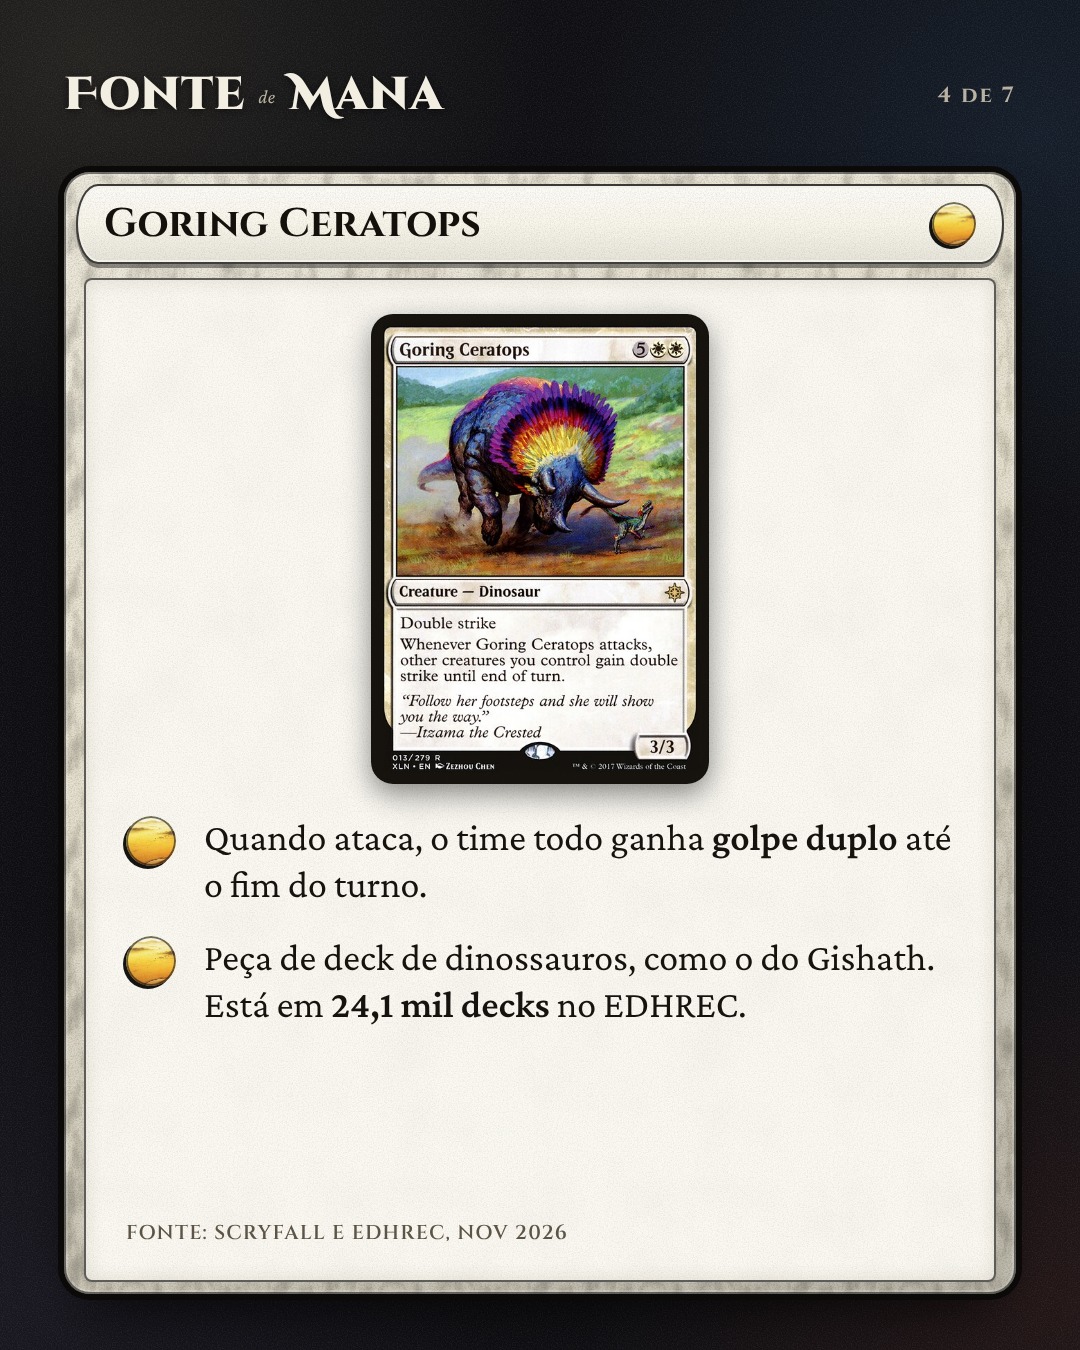 Fonte de Mana
4 de 7
Goring Ceratops
Goring Ceratops 5
Creature — Dinosaur
Double strike
Whenever Goring Ceratops attacks,
other creatures you control gain double
strike until end of turn.
“Follow her footsteps and she will show
you the way.”
—Itzama the Crested
3/3
013/279 R
XLN • EN Zezhou Chen
™ & © 2017 Wizards of the Coast
Quando ataca, o time todo ganha golpe duplo até
o fim do turno.
Peça de deck de dinossauros, como o do Gishath.
Está em 24,1 mil decks no EDHREC.
FONTE: SCRYFALL E EDHREC, NOV 2026